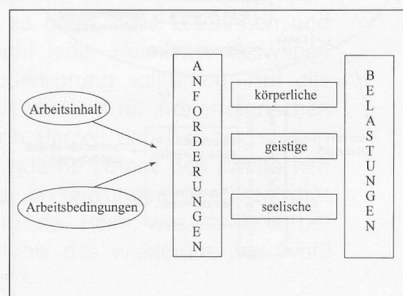 Arbeitsinhalt
Arbeitsbedingungen
ANFORDERUNGEN
körperliche
geistige
seelische
BELASTUNGEN